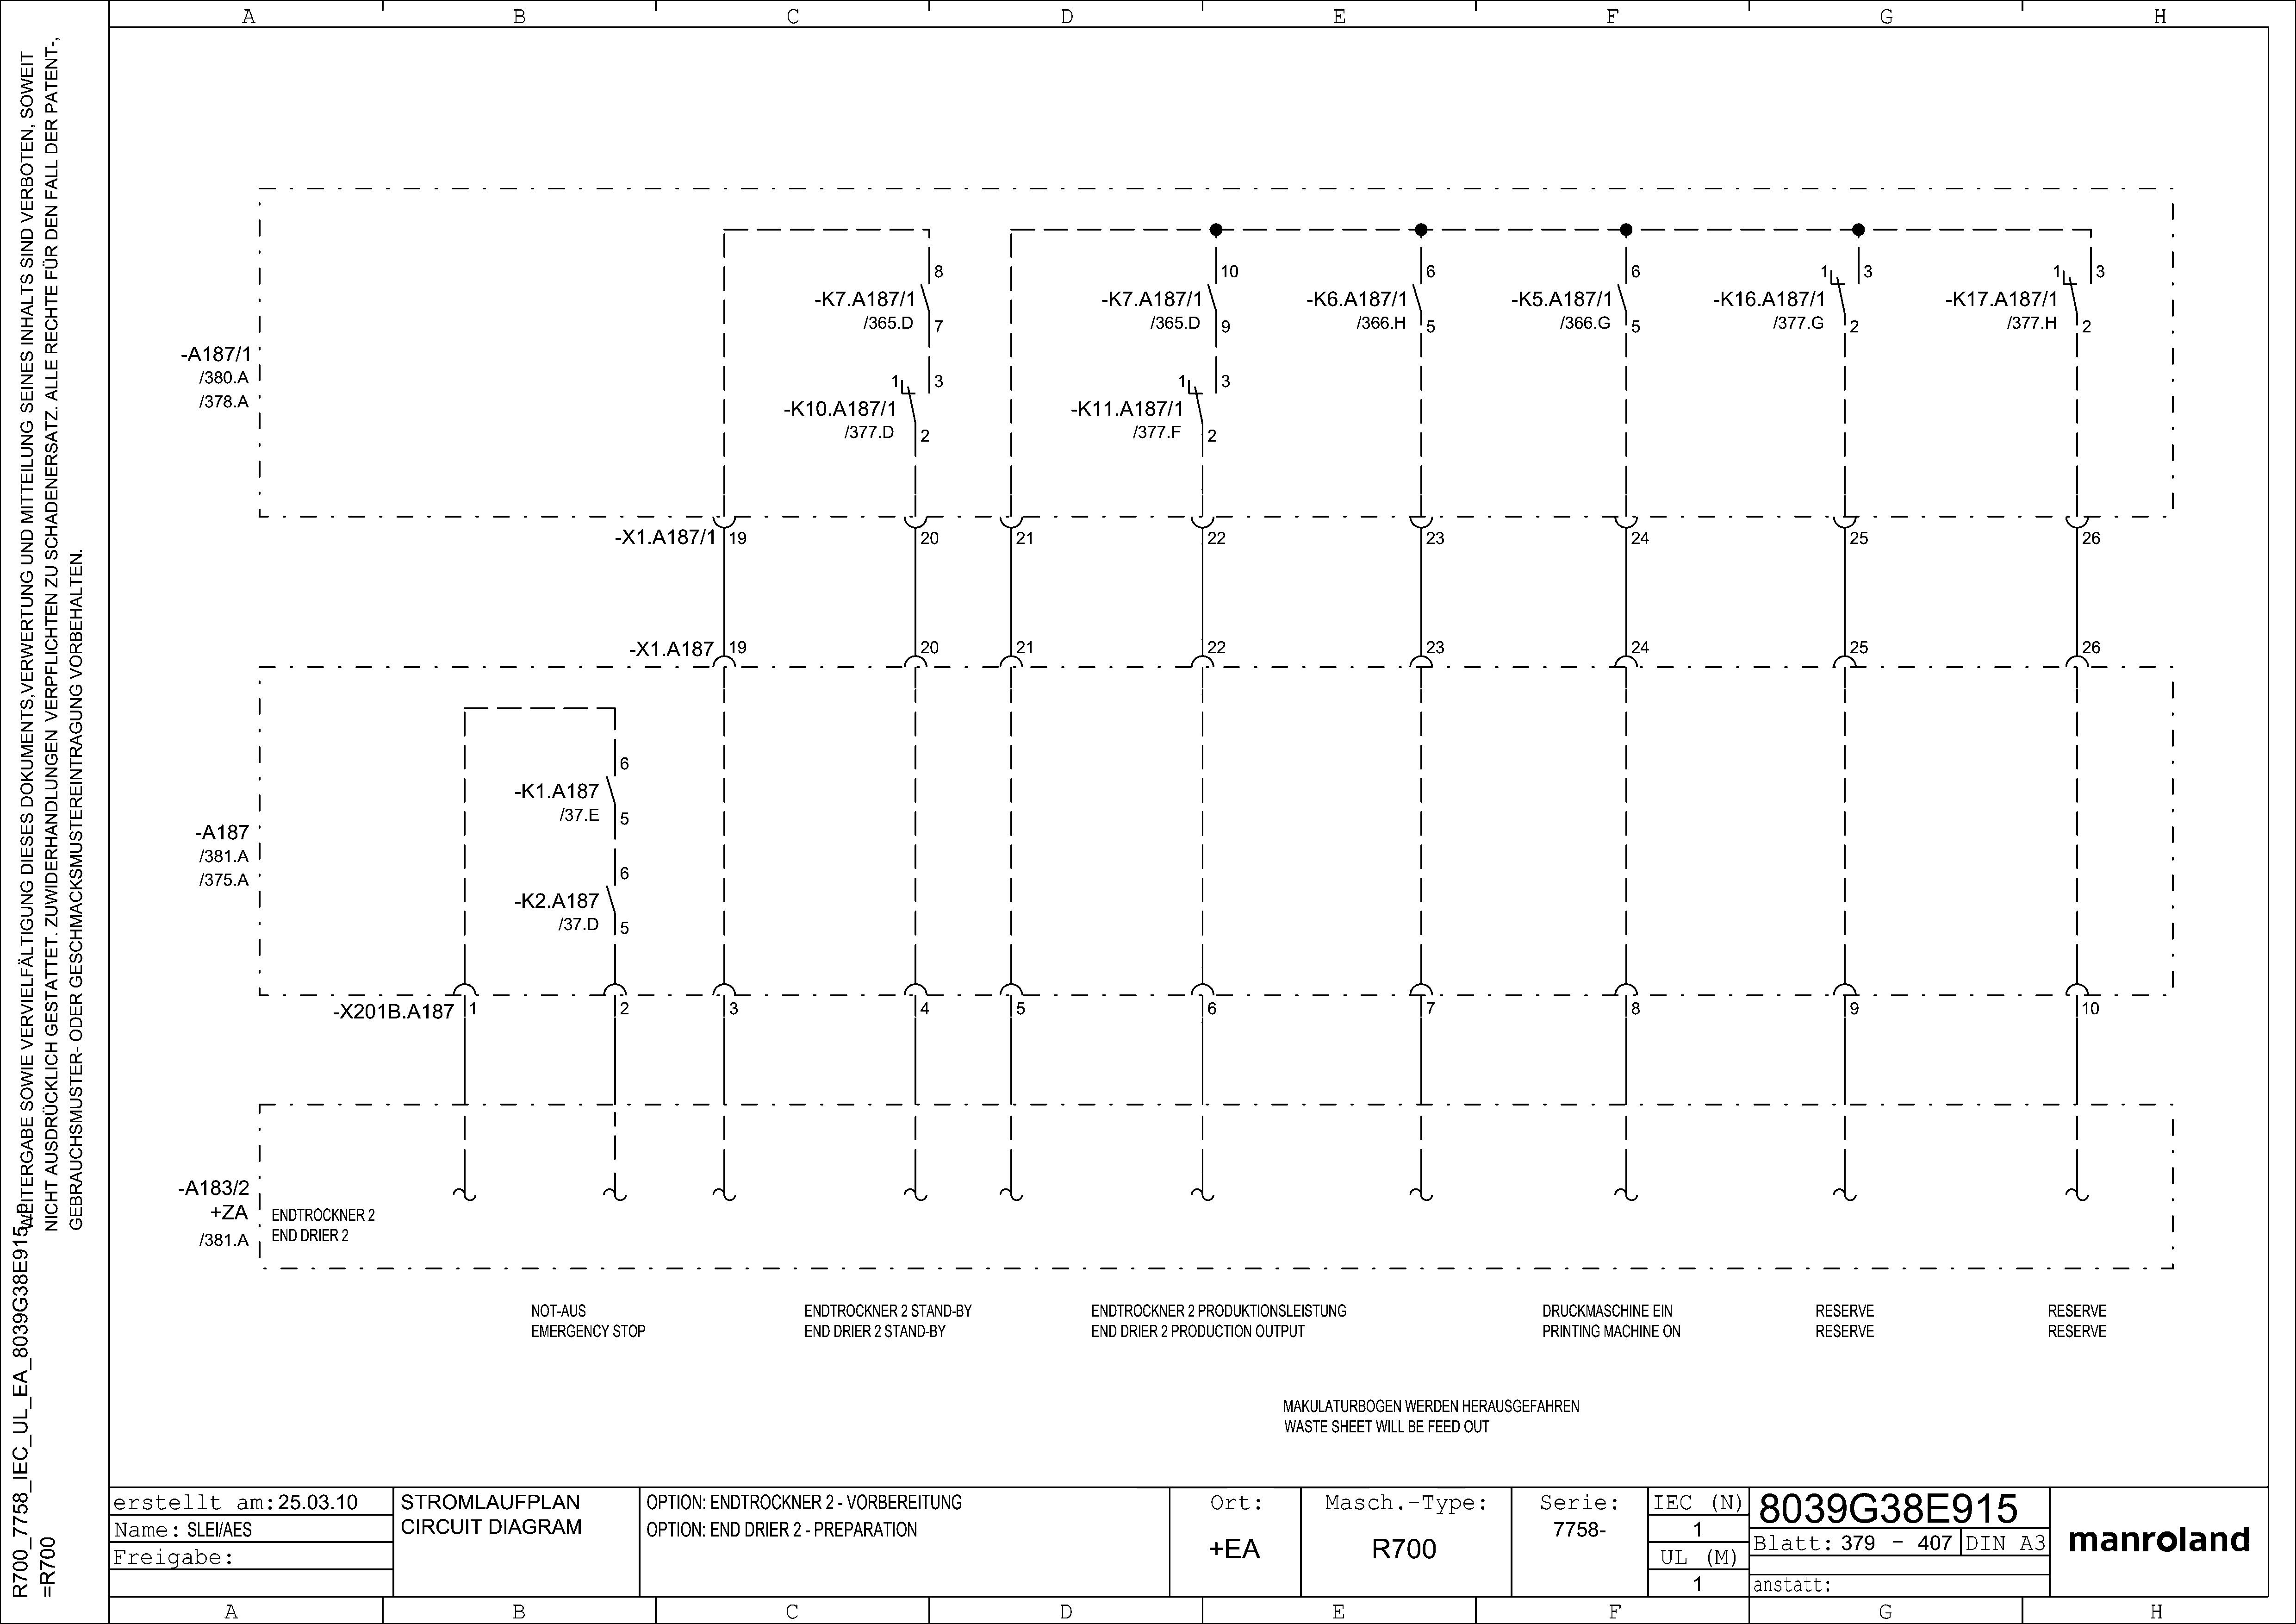 A B C D E F G H
WEITERGABE SOWIE VERVIELFÄLTIGUNG DIESES DOKUMENTS,VERWERTUNG UND MITTEILUNG SEINES INHALTS SIND VERBOTEN, SOWEIT
NICHT AUSDRÜCKLICH GESTATTET. ZUWIDERHANDLUNGEN VERPFLICHTEN ZU SCHADENERSATZ. ALLE RECHTE FÜR DEN FALL DER PATENT-,
GEBRAUCHSMUSTER- ODER GESCHMACKSMUSTEREINTRAGUNG VORBEHALTEN.
8 10 6 6 1 3 1 3
-K7.A187/1 -K7.A187/1 -K6.A187/1 -K5.A187/1 -K16.A187/1 -K17.A187/1
/365.D 7 /365.D 9 /366.H 5 /366.G 5 /377.G 2 /377.H 2
-A187/1
/380.A
/378.A
1 3 1 3
-K10.A187/1 -K11.A187/1
/377.D 2 /377.F 2
-X1.A187/1 19 20 21 22 23 24 25 26
-X1.A187 19 20 21 22 23 24 25 26
6
-K1.A187
/37.E 5
-A187
/381.A
/375.A
6
-K2.A187
/37.D 5
-X201B.A187 1 2 3 4 5 6 7 8 9 10
-A183/2
+ZA
/381.A
ENDTROCKNER 2
END DRIER 2
NOT-AUS
EMERGENCY STOP
ENDTROCKNER 2 STAND-BY
END DRIER 2 STAND-BY
ENDTROCKNER 2 PRODUKTIONSLEISTUNG
END DRIER 2 PRODUCTION OUTPUT
DRUCKMASCHINE EIN
PRINTING MACHINE ON
RESERVE
RESERVE
RESERVE
RESERVE
MAKULATURBOGEN WERDEN HERAUSGEFAHREN
WASTE SHEET WILL BE FEED OUT
=R700
erstellt am: 25.03.10
Name: SLEI/AES
Freigabe:
STROMLAUFPLAN
CIRCUIT DIAGRAM
OPTION: ENDTROCKNER 2 - VORBEREITUNG
OPTION: END DRIER 2 - PREPARATION
Ort:
+EA
Masch.-Type:
R700
Serie:
7758-
IEC (N)
1
UL (M)
1
8039G38E915
Blatt: 379 - 407 DIN A3
anstatt:
manroland
A B C D E F G H